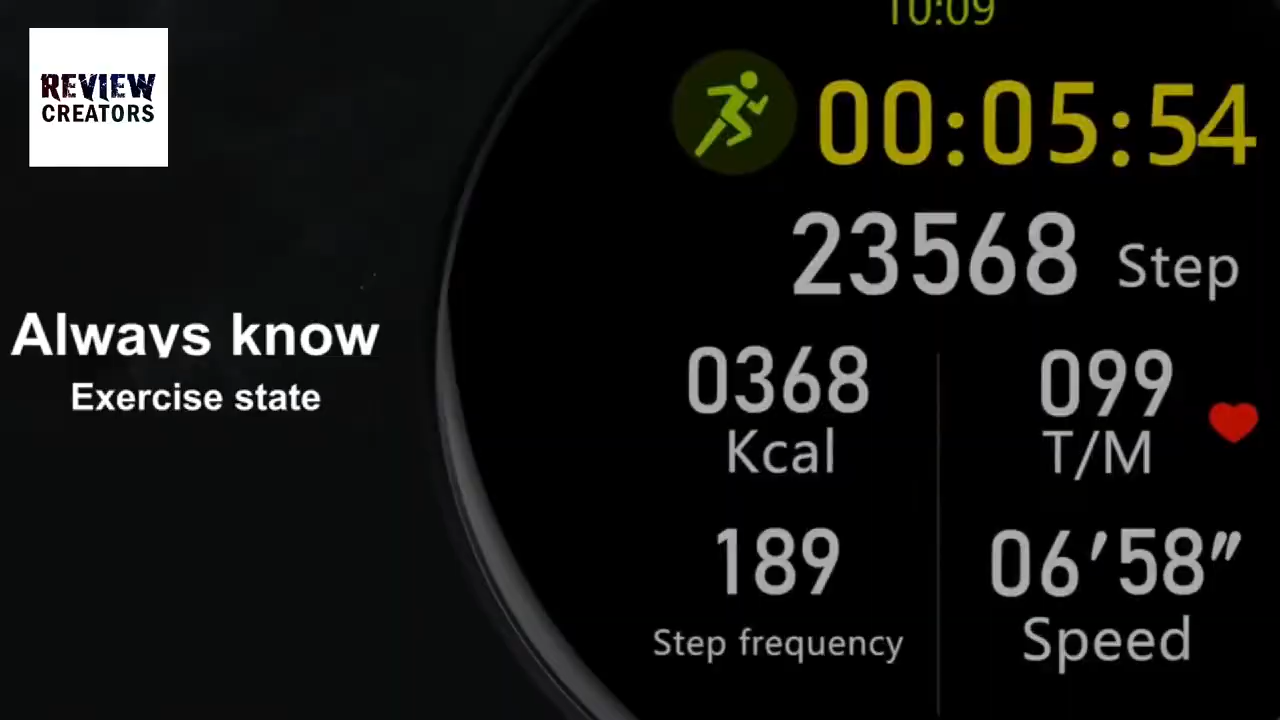 REVIEW
CREATORS
10:09
00:05:54
23568 Step
Always know
Exercise state
0368
Kcal
099
T/M
189
Step frequency
06′58″
Speed